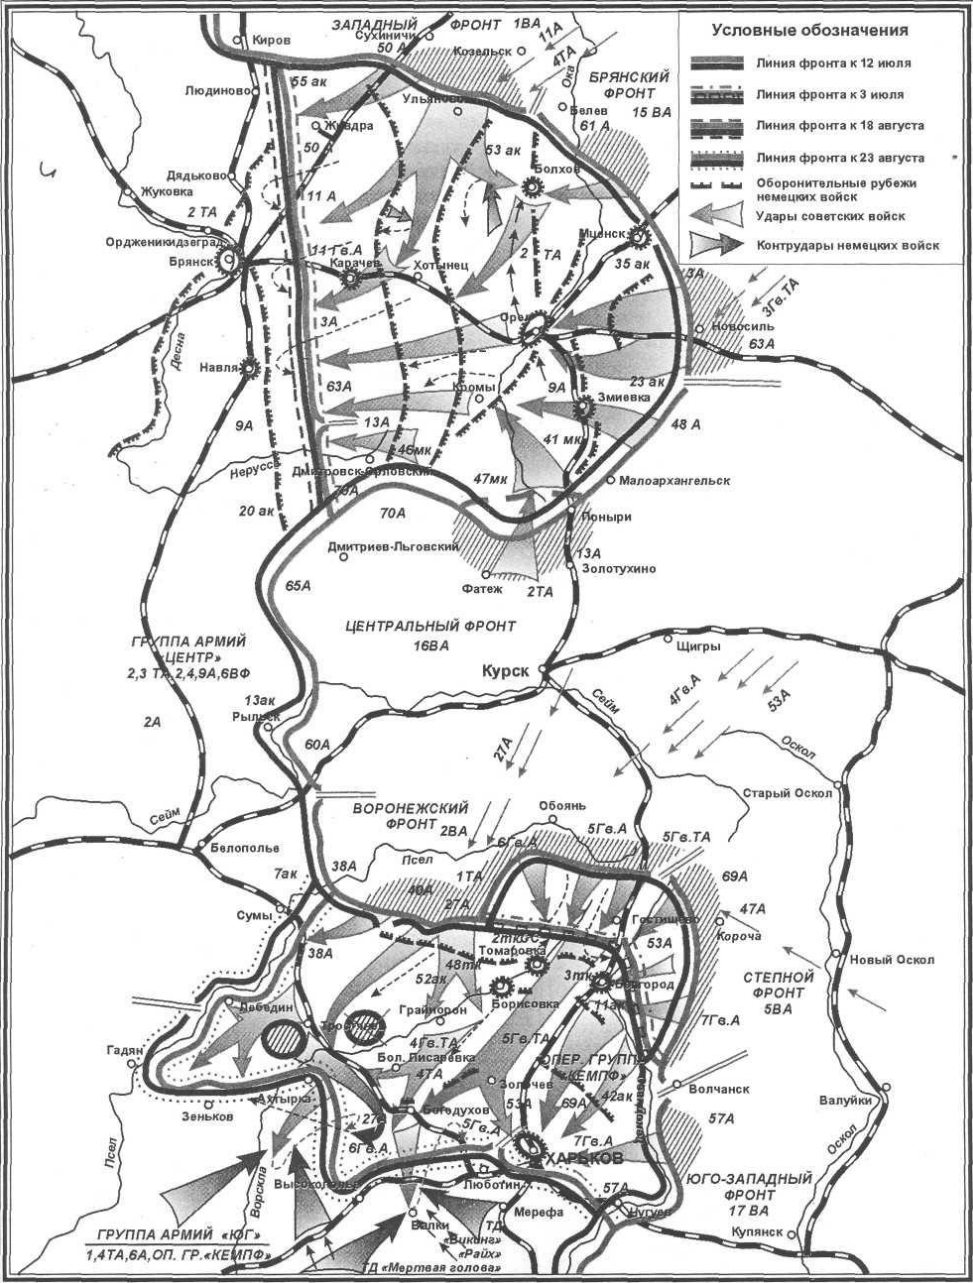 Условные обозначения
Линия фронта к 12 июля
Линия фронта к 3 июля
Линия фронта к 18 августа
Линия фронта к 23 августа
Оборонительные рубежи
немецких войск
Удары советских войск
Контрудары немецких войск
ЗАПАДНЫЙ ФРОНТ 1ВА
Киров
Сухиничи
50 А
Козельск
11А
4ТА
Ока
БРЯНСКИЙ
ФРОНТ
15 ВА
Людиново
55 ак
Белев
61 А
Жиздра
50
53 ак
Болхов
Дядьково
Жуковка
11 А
2 ТА
Орджоникидзеград
Мценск
Брянск
Карачев
Хотынец
2 ТА
35 ак
3А
3Гв.ТА
3А
Орел
Новосиль
63А
Десна
Навля
63А
Кромы
9А
23 ак
Змиевка
9А
13А
48 А
41 мк
46мк
Нерусса
Дмитровск-Орловский
47мк
Малоархангельск
20 ак
70А
70А
Поныри
Дмитриев-Льговский
13А
Золотухино
65А
Фатеж
2ТА
ГРУППА АРМИЙ
«ЦЕНТР»
2,3 ТА 2,4,9А,6ВФ
ЦЕНТРАЛЬНЫЙ ФРОНТ
16ВА
Щигры
Курск
13ак
Рыльск
2А
Сейм
4Гв.А
53А
60А
27А
Оскол
Старый Оскол
Сейм
ВОРОНЕЖСКИЙ
ФРОНТ
2ВА
Обоянь
5Гв.А
5Гв.ТА
6Гв.А
Белополье
Псел
7ак
38А
1ТА
69А
40А
27А
47А
Сумы
Короча
38А
53А
Томаровка
48тк
3тк
Новый Оскол
52ак
СТЕПНОЙ
ФРОНТ
5ВА
Борисовка
11ак
Лебедин
Грайворон
7Гв.А
Тростянец
4Гв.ТА
5Гв.ТА
Гадяч
ОПЕР. ГРУППА
«КЕМПФ»
Бол. Писаревка
4ТА
Золочев
Волчанск
42ак
Валуйки
Зеньков
Ахтырка
Богодухов
53А
69А
27А
57А
5Гв.А
6Гв.А
7Гв.А
Псел
Оскол
ХАРЬКОВ
Ворскла
Люботин
57А
ЮГО-ЗАПАДНЫЙ
ФРОНТ
17 ВА
Чугуев
Мерефа
Валки
ТД
«Викинг»
«Райх»
Купянск
ГРУППА АРМИЙ «ЮГ»
1,4ТА,6А,ОП. ГР.«КЕМПФ»
ТД «Мертвая голова»